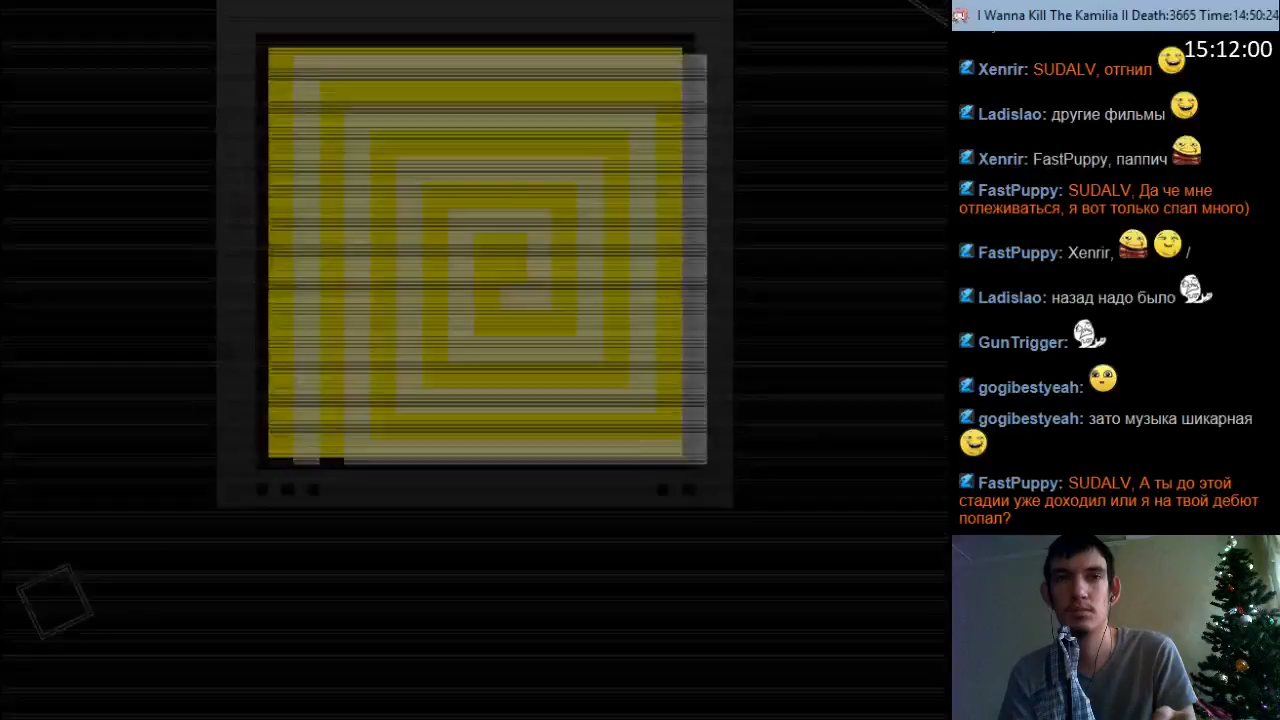 I Wanna Kill The Kamilia II Death:3665 Time:14:50:24
15:12:00
Xenrir: SUDALV, отгнил
Ladislao: другие фильмы
Xenrir: FastPuppy, паппич
FastPuppy: SUDALV, Да че мне
отлеживаться, я вот только спал много)
FastPuppy: Xenrir, /
Ladislao: назад надо было
GunTrigger:
gogibestyeah:
gogibestyeah: зато музыка шикарная
FastPuppy: SUDALV, А ты до этой
стадии уже доходил или я на твой дебют
попал?